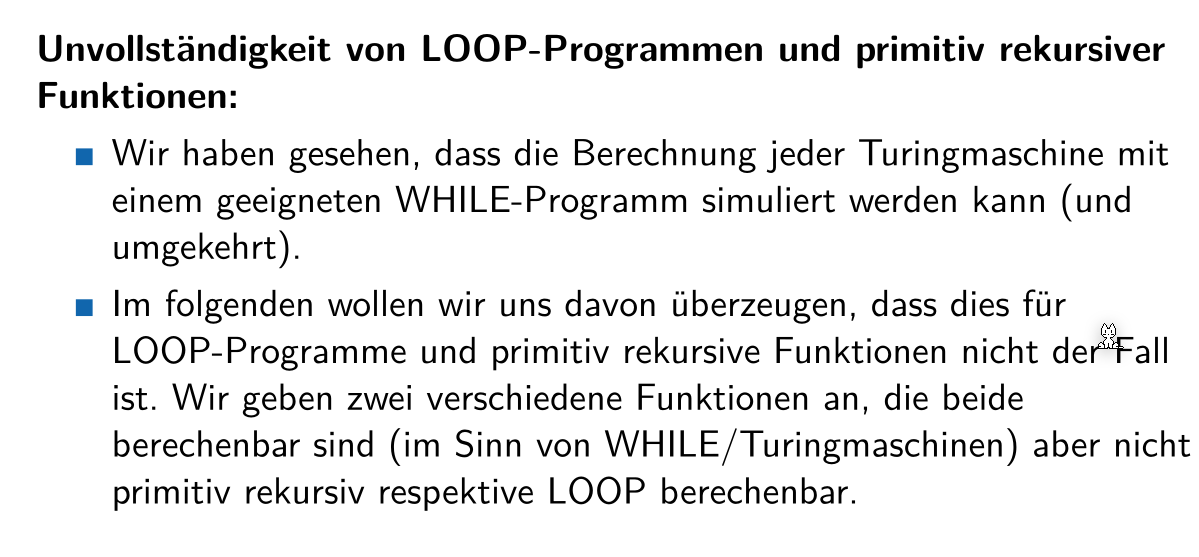 Unvollständigkeit von LOOP-Programmen und primitiv rekursiver
Funktionen:
Wir haben gesehen, dass die Berechnung jeder Turingmaschine mit
einem geeigneten WHILE-Programm simuliert werden kann (und
umgekehrt).
Im folgenden wollen wir uns davon überzeugen, dass dies für
LOOP-Programme und primitiv rekursive Funktionen nicht der Fall
ist. Wir geben zwei verschiedene Funktionen an, die beide
berechenbar sind (im Sinn von WHILE/Turingmaschinen) aber nicht
primitiv rekursiv respektive LOOP berechenbar.